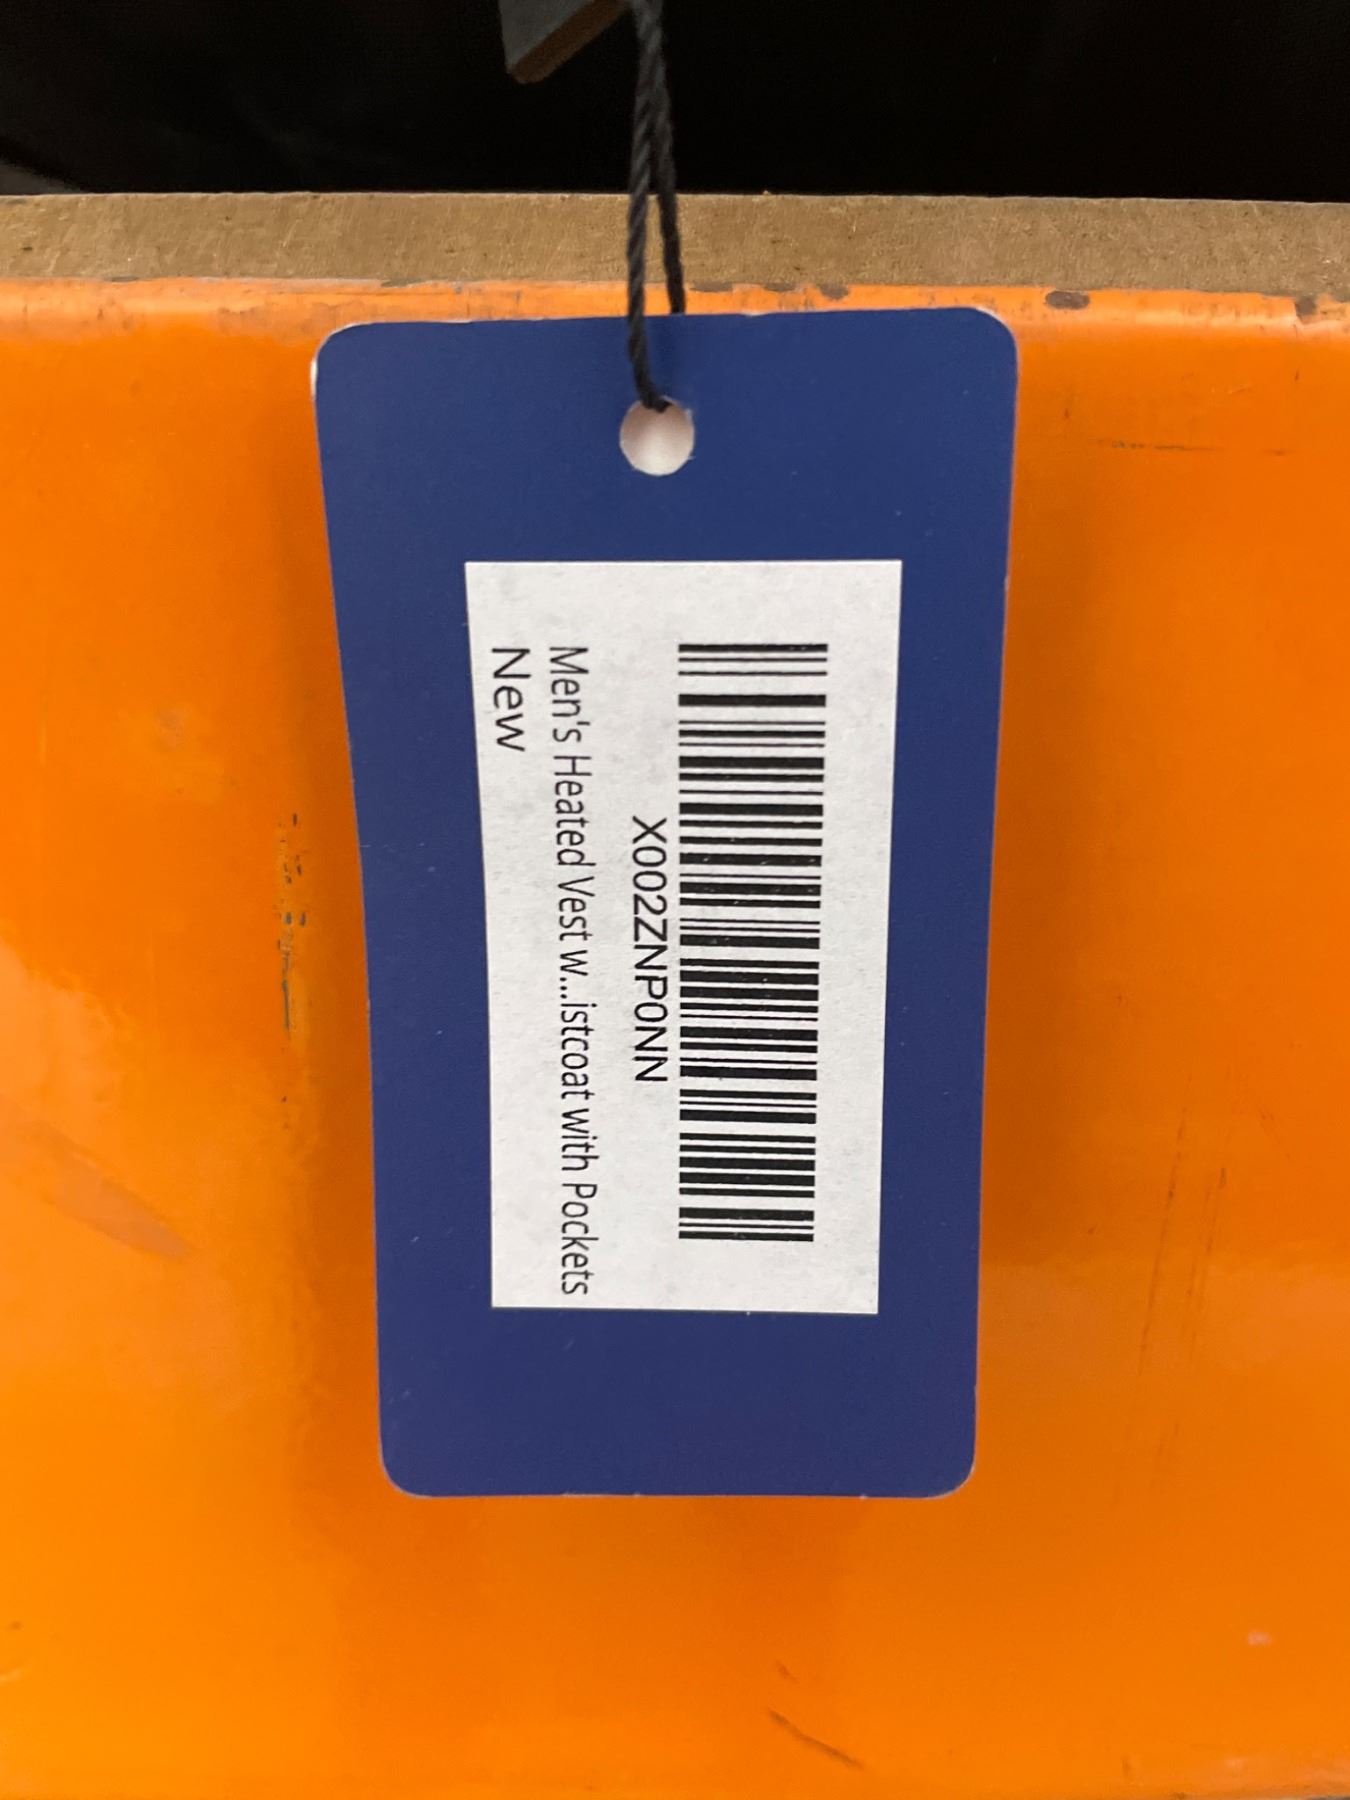 X002ZNP0NN
Men's Heated Vest w...istcoat with Pockets
New